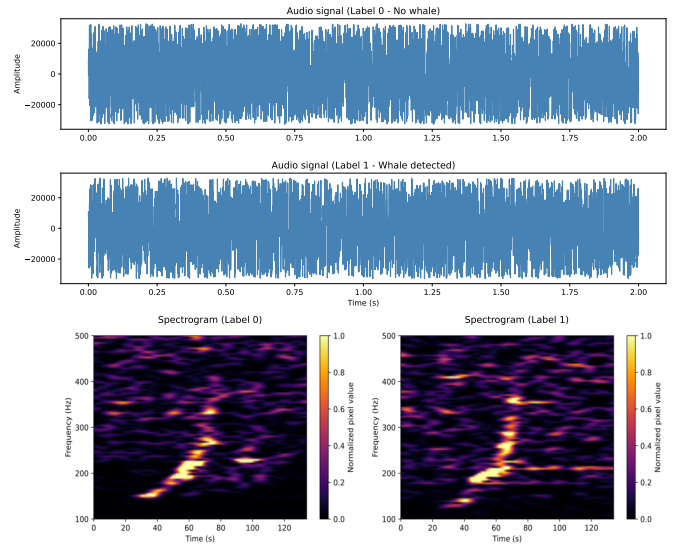 Audio signal (Label 0 - No whale)
20000
0
−20000
Amplitude
0.00 0.25 0.50 0.75 1.00 1.25 1.50 1.75 2.00
Audio signal (Label 1 - Whale detected)
20000
0
−20000
Amplitude
0.00 0.25 0.50 0.75 1.00 1.25 1.50 1.75 2.00
Time (s)
Spectrogram (Label 0)
500
400
300
200
100
Frequency (Hz)
0 20 40 60 80 100 120
Time (s)
1.0
0.8
0.6
0.4
0.2
0.0
Normalized pixel value
Spectrogram (Label 1)
500
400
300
200
100
Frequency (Hz)
0 20 40 60 80 100 120
Time (s)
1.0
0.8
0.6
0.4
0.2
0.0
Normalized pixel value